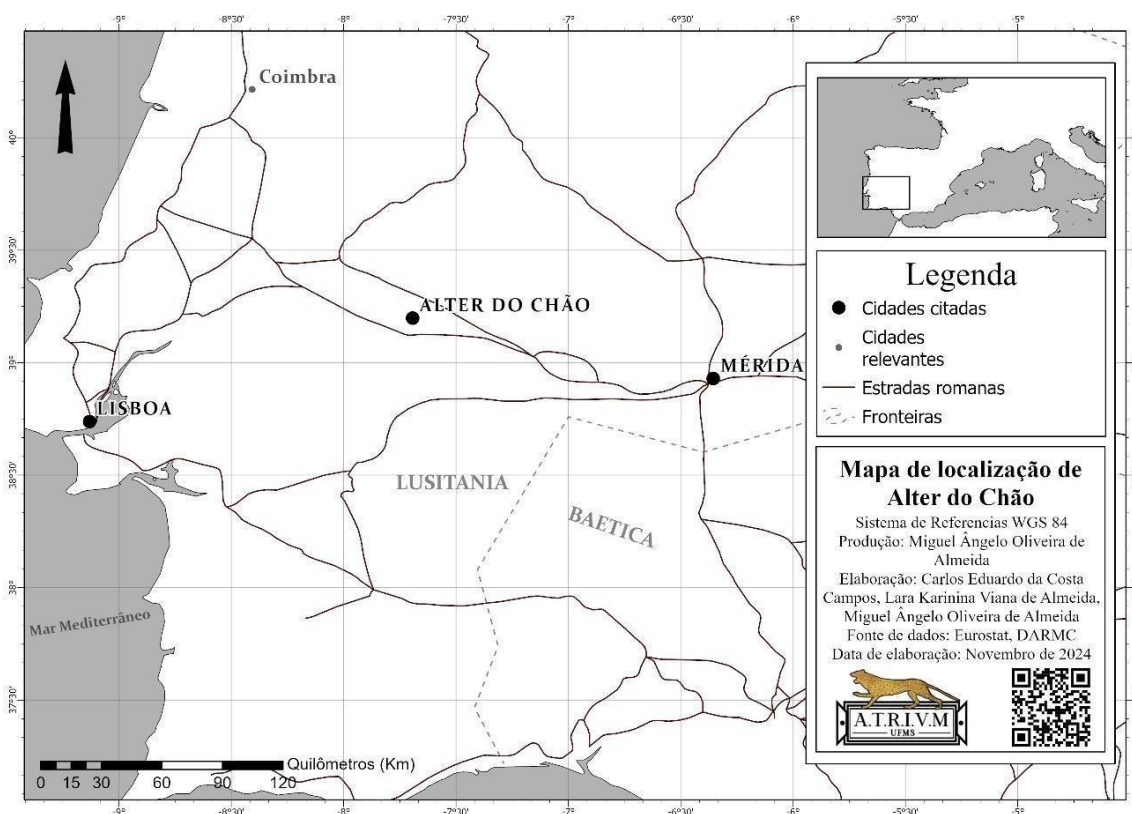 -9°
-8°30'
-8°
-7°30'
-7°
-6°30'
-6°
-5°30'
-5°
Coimbra
40°
39°30'
39°
38°30'
38°
37°30'
ALTER DO CHÃO
MÉRIDA
LISBOA
LUSITANIA
BAETICA
Mar Mediterrâneo
Quilômetros (Km)
0 15 30 60 90 120
Legenda
Cidades citadas
Cidades
relevantes
Estradas romanas
Fronteiras
Mapa de localização de
Alter do Chão
Sistema de Referencias WGS 84
Produção: Miguel Ângelo Oliveira de
Almeida
Elaboração: Carlos Eduardo da Costa
Campos, Lara Karinina Viana de Almeida,
Miguel Ângelo Oliveira de Almeida
Fonte de dados: Eurostat, DARMC
Data de elaboração: Novembro de 2024
A.T.R.I.V.M
UFMS
-9°
-8°30'
-8°
-7°30'
-7°
-6°30'
-6°
-5°30'
-5°